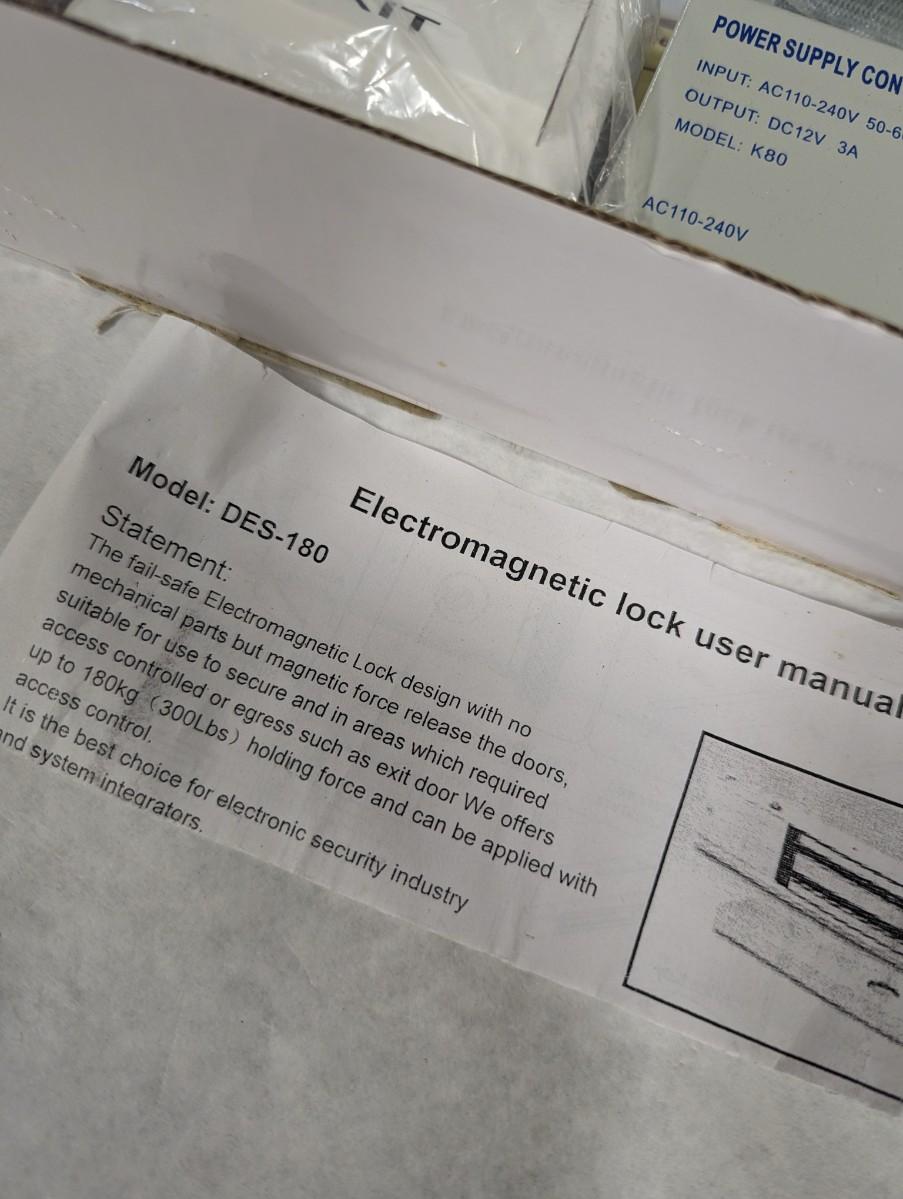 KIT
POWER SUPPLY CON
INPUT: AC110-240V 50-6
OUTPUT: DC12V 3A
MODEL: K80
AC110-240V
Electromagnetic lock user manual
Model: DES-180
Statement:
The fail-safe Electromagnetic Lock design with no
mechanical parts but magnetic force release the doors,
suitable for use to secure and in areas which required
access controlled or egress such as exit door We offers
up to 180kg（300Lbs）holding force and can be applied with
access control.
It is the best choice for electronic security industry
and system integrators.